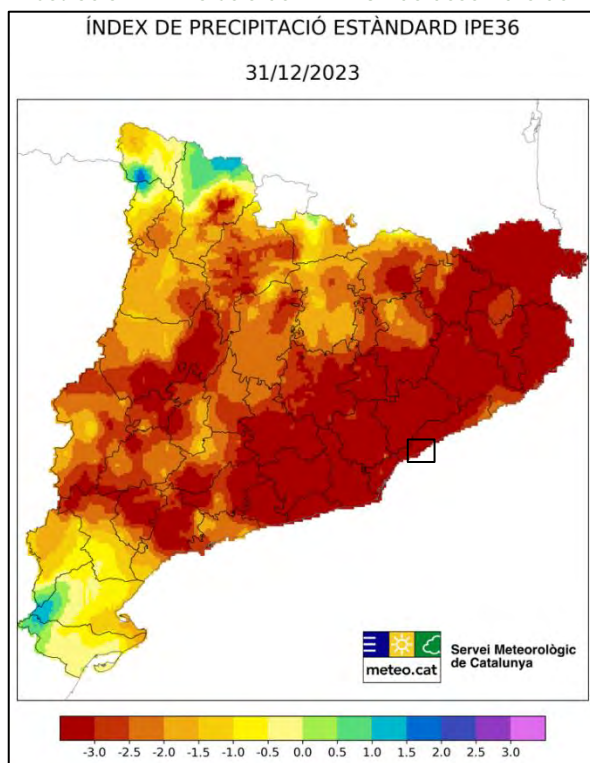 ÍNDEX DE PRECIPITACIÓ ESTÀNDARD IPE36
31/12/2023
meteo.cat
Servei Meteorològic
de Catalunya
-3.0 -2.5 -2.0 -1.5 -1.0 -0.5 0.0 0.5 1.0 1.5 2.0 2.5 3.0